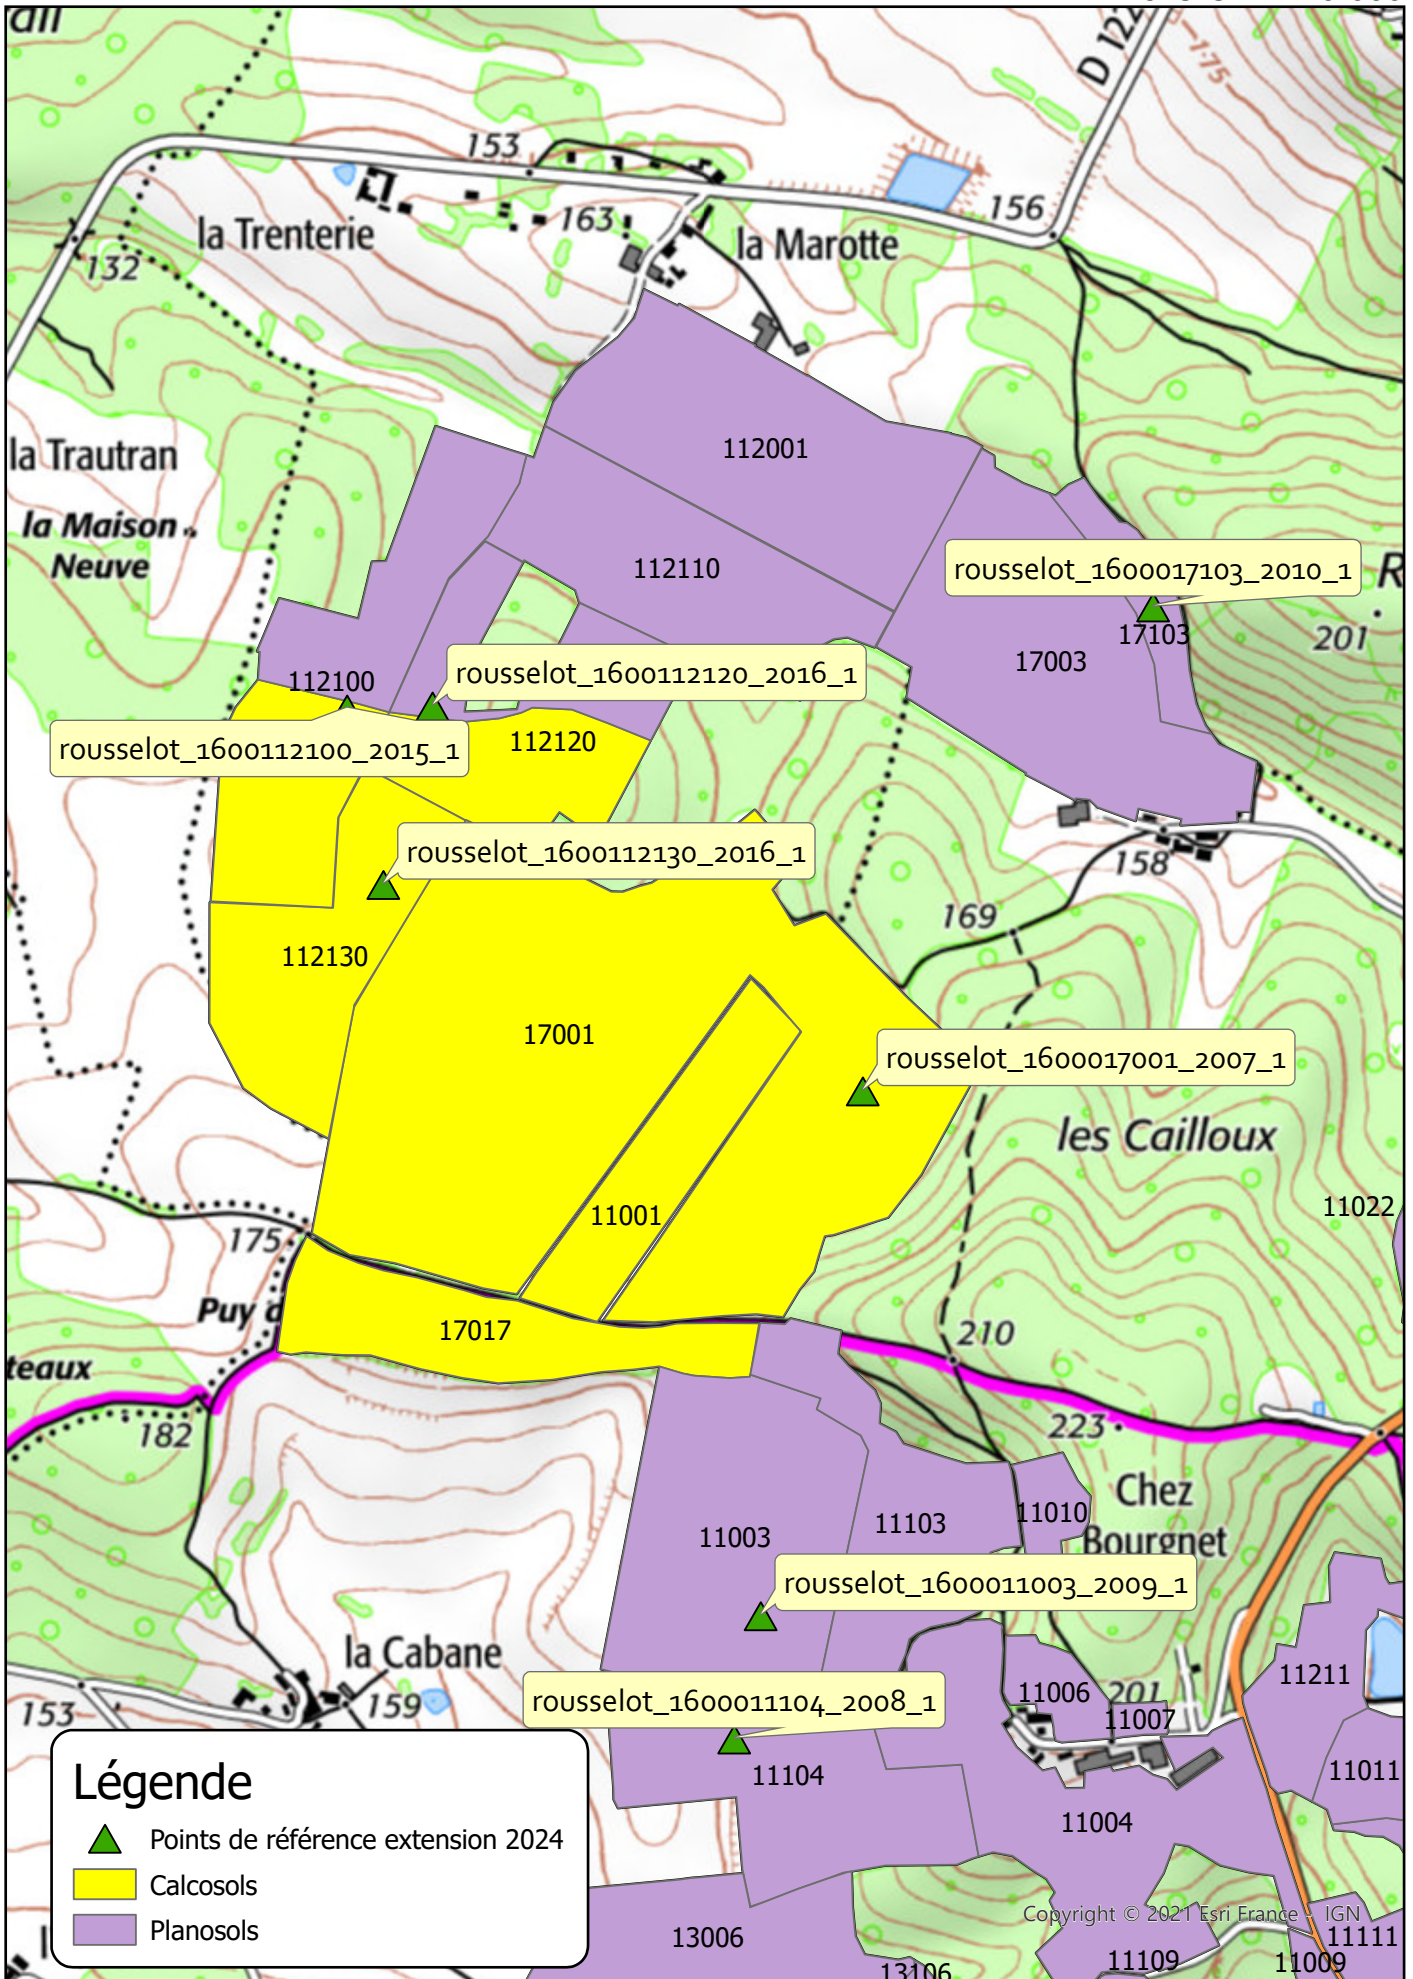 D 122
175
153
163
156
la Trenterie
la Marotte
132
112001
la Trautran
la Maison
Neuve
112110
rousselot_1600017103_2010_1
R
17103
201
17003
112100
rousselot_1600112120_2016_1
rousselot_1600112100_2015_1
112120
rousselot_1600112130_2016_1
158
169
112130
17001
rousselot_1600017001_2007_1
les Cailloux
11022
11001
175
Puy d
17017
210
teaux
182
223
Chez
Bourgnet
11003
11103
11010
rousselot_1600011003_2009_1
la Cabane
159
153
rousselot_1600011104_2008_1
11006
201
11007
11211
11104
11011
11004
Légende
Points de référence extension 2024
Calcosols
Planosols
Copyright © 2021 Esri France - IGN
13006
11109
11111
11009
13106